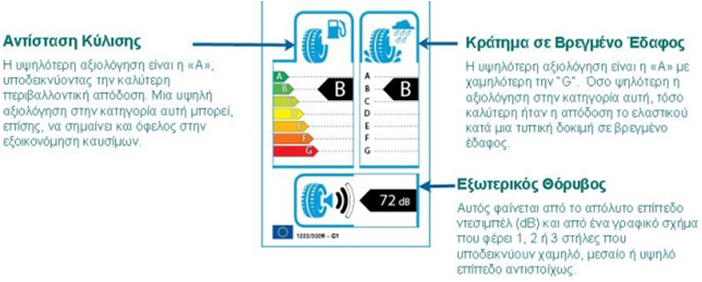 Αντίσταση Κύλισης
Η υψηλότερη αξιολόγηση είναι η «Α»,
υποδεικνύοντας την καλύτερη
περιβαλλοντική απόδοση. Μια υψηλή
αξιολόγηση στην κατηγορία αυτή μπορεί,
επίσης, να σημαίνει και όφελος στην
εξοικονόμηση καυσίμων.
A
B
C
D
E
F
G
B
A
B
C
D
E
F
G
B
72 dB
1222/2009 - C1
Κράτημα σε Βρεγμένο Έδαφος
Η υψηλότερη αξιολόγηση είναι η «Α» με
χαμηλότερη την "G". Όσο ψηλότερη η
αξιολόγηση στην κατηγορία αυτή, τόσο
καλύτερη ήταν η απόδοση το ελαστικού
κατά μια τυπική δοκιμή σε βρεγμένο
έδαφος.
Εξωτερικός Θόρυβος
Αυτός φαίνεται από το απόλυτο επίπεδο
ντεσιμπέλ (dB) και από ένα γραφικό σχήμα
που φέρει 1, 2 ή 3 στήλες που
υποδεικνύουν χαμηλό, μεσαίο ή υψηλό
επίπεδο αντιστοίχως.